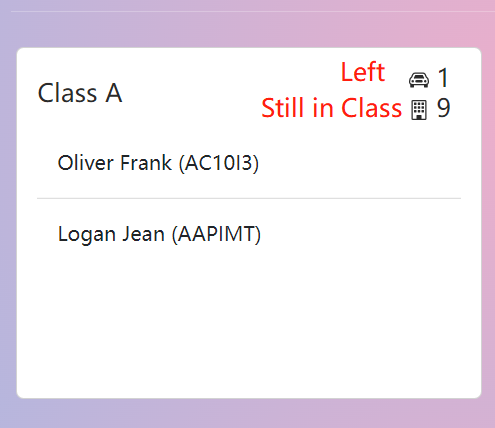 Left 1
Class A
Still in Class 9
Oliver Frank (AC10I3)
Logan Jean (AAPIMT)